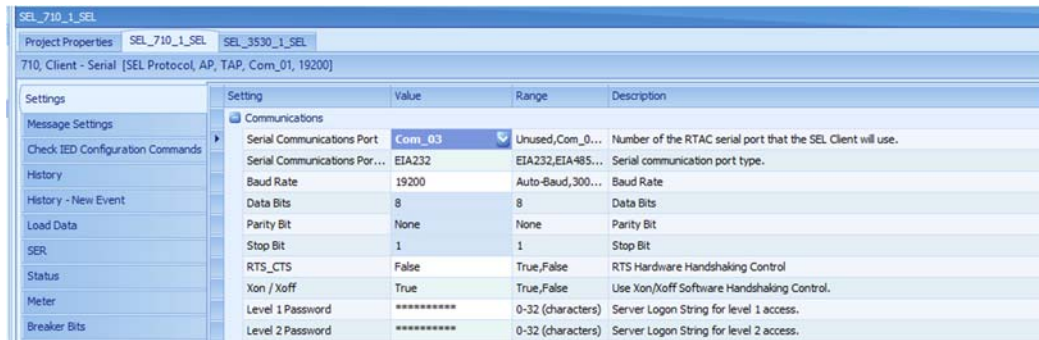 SEL_710_1_SEL
Project Properties SEL_710_1_SEL SEL_3530_1_SEL
710, Client - Serial [SEL Protocol, AP, TAP, Com_01, 19200]
Settings
Message Settings
Check IED Configuration Commands
History
History - New Event
Load Data
SER
Status
Meter
Breaker Bits
Setting Value Range Description
Communications
Serial Communications Port Com_03 Unused,Com_0... Number of the RTAC serial port that the SEL Client will use.
Serial Communications Por... EIA232 EIA232,EIA485... Serial communication port type.
Baud Rate 19200 Auto-Baud,300... Baud Rate
Data Bits 8 8 Data Bits
Parity Bit None None Parity Bit
Stop Bit 1 1 Stop Bit
RTS_CTS False True,False RTS Hardware Handshaking Control
Xon / Xoff True True,False Use Xon/Xoff Software Handshaking Control.
Level 1 Password ********** 0-32 (characters) Server Logon String for level 1 access.
Level 2 Password ********** 0-32 (characters) Server Logon String for level 2 access.